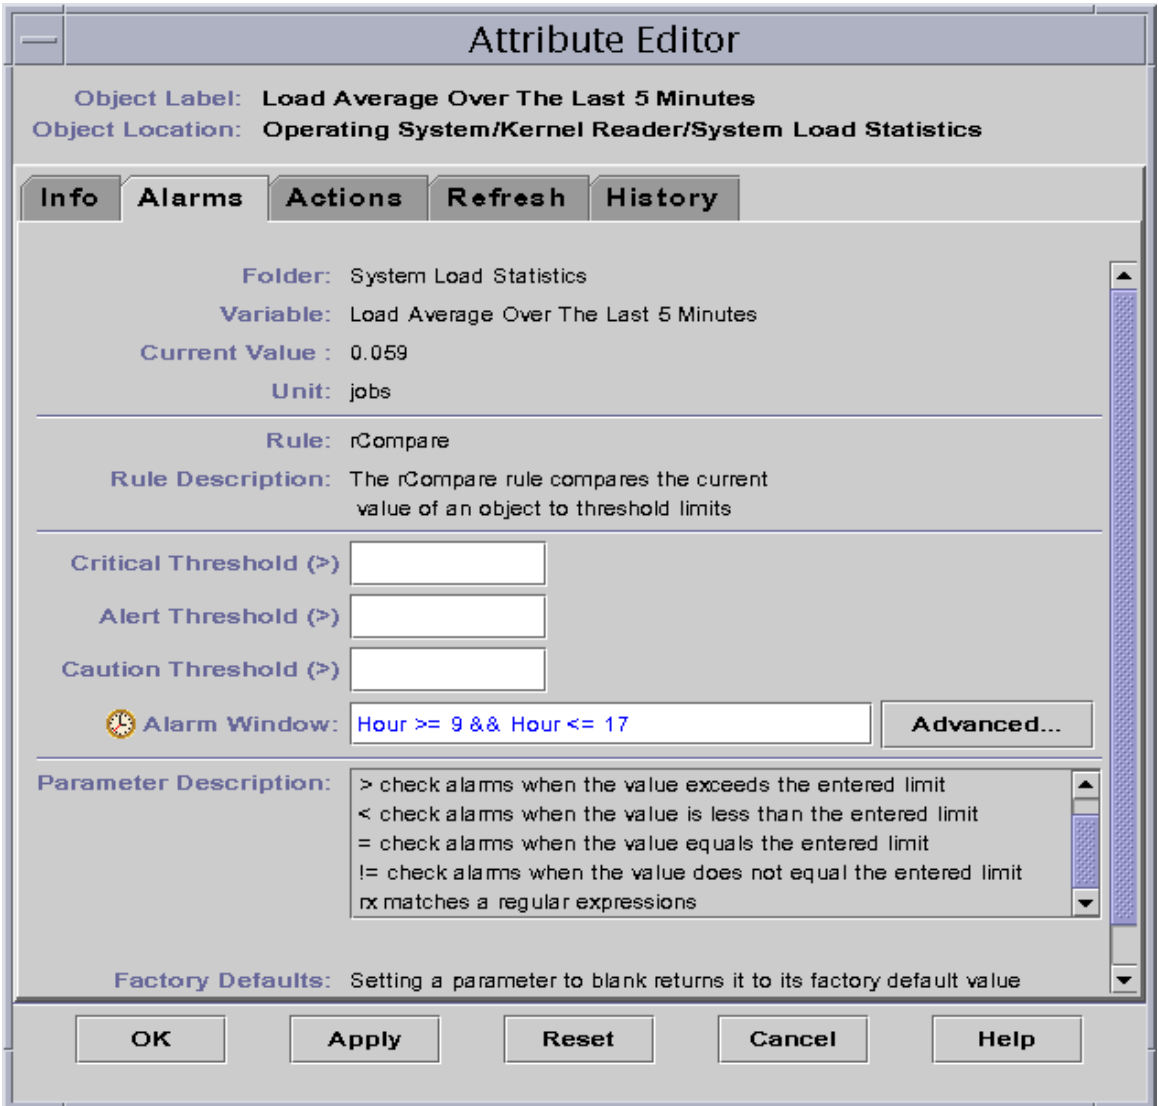 Attribute Editor
Object Label: Load Average Over The Last 5 Minutes
Object Location: Operating System/Kernel Reader/System Load Statistics
Info Alarms Actions Refresh History
Folder: System Load Statistics
Variable: Load Average Over The Last 5 Minutes
Current Value : 0.059
Unit: jobs
Rule: rCompare
Rule Description: The rCompare rule compares the current
value of an object to threshold limits
Critical Threshold (>)
Alert Threshold (>)
Caution Threshold (>)
Alarm Window: Hour >= 9 && Hour <= 17 Advanced...
Parameter Description: > check alarms when the value exceeds the entered limit
< check alarms when the value is less than the entered limit
= check alarms when the value equals the entered limit
!= check alarms when the value does not equal the entered limit
rx matches a regular expressions
Factory Defaults: Setting a parameter to blank returns it to its factory default value
OK Apply Reset Cancel Help